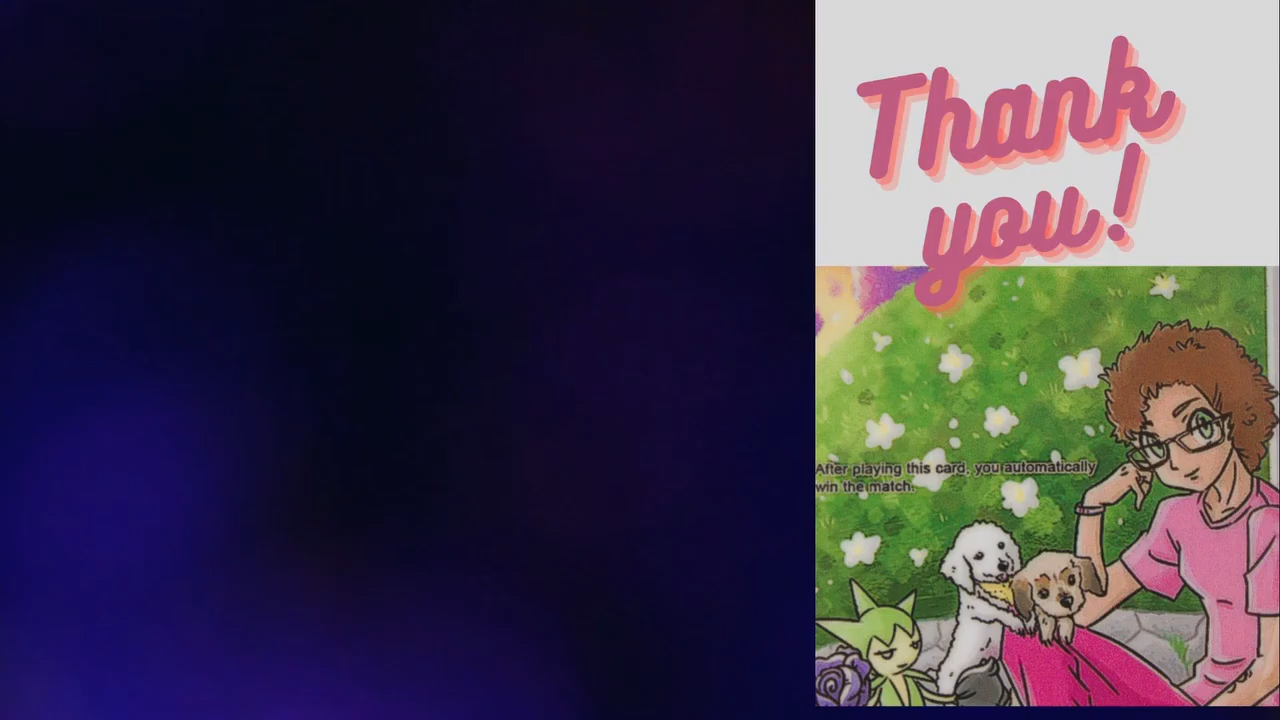 Thank
you!
After playing this card, you automatically
win the match.